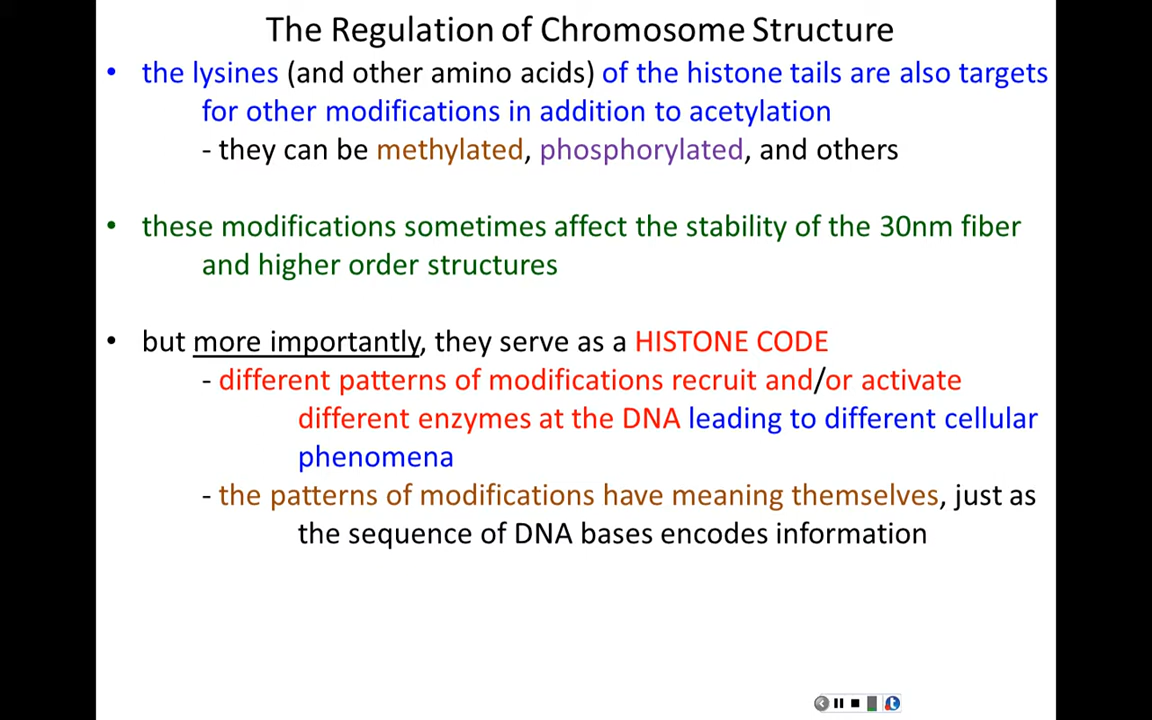 The Regulation of Chromosome Structure
• the lysines (and other amino acids) of the histone tails are also targets
for other modifications in addition to acetylation
- they can be methylated, phosphorylated, and others
• these modifications sometimes affect the stability of the 30nm fiber
and higher order structures
• but more importantly, they serve as a HISTONE CODE
- different patterns of modifications recruit and/or activate
different enzymes at the DNA leading to different cellular
phenomena
- the patterns of modifications have meaning themselves, just as
the sequence of DNA bases encodes information
t